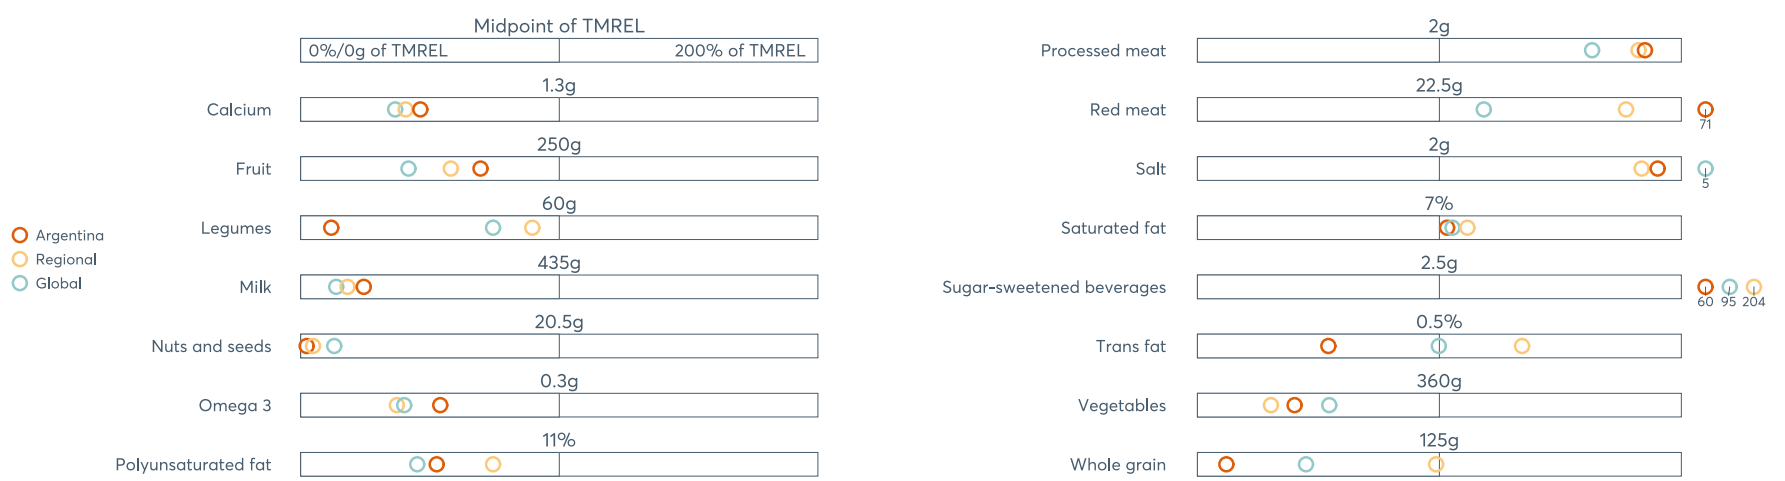 Midpoint of TMREL
0%/0g of TMREL 200% of TMREL
1.3g
Calcium
250g
Fruit
60g
Legumes
435g
Milk
20.5g
Nuts and seeds
0.3g
Omega 3
11%
Polyunsaturated fat
Argentina
Regional
Global
2g
Processed meat
22.5g
Red meat
71
2g
Salt
5
7%
Saturated fat
2.5g
Sugar-sweetened beverages
60 95 204
0.5%
Trans fat
360g
Vegetables
125g
Whole grain